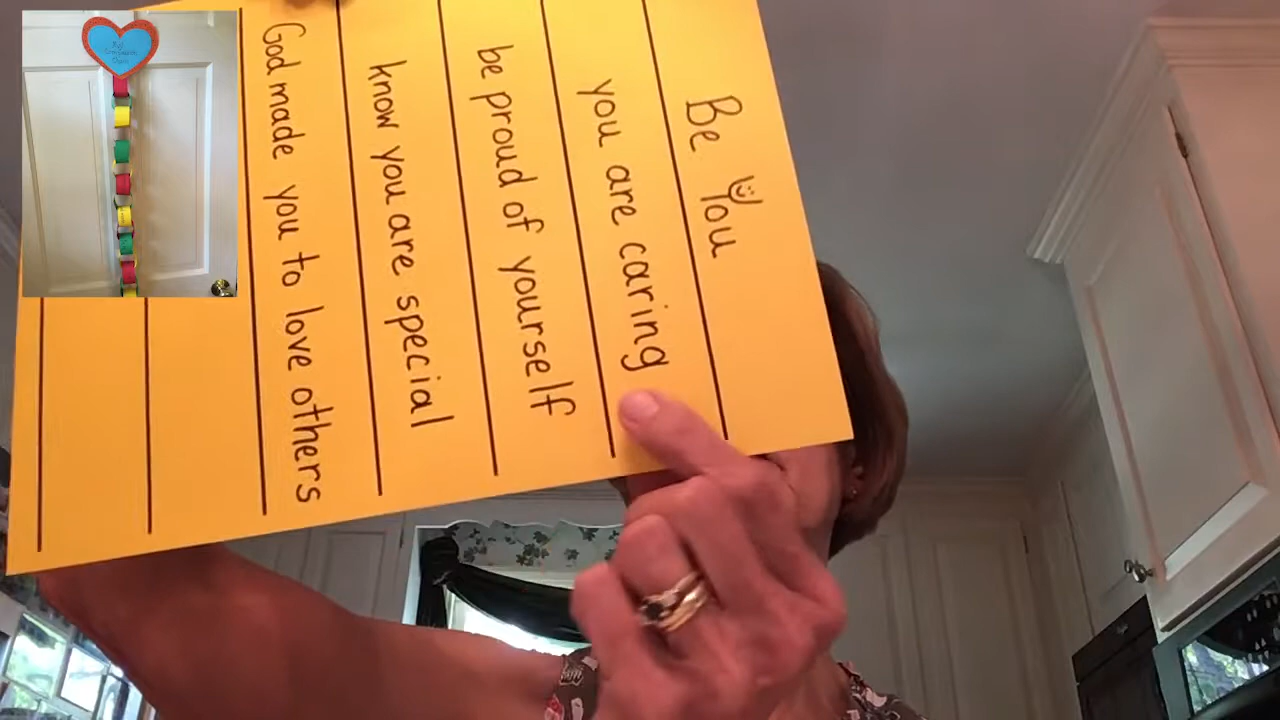 Be You
you are caring
be proud of yourself
know you are special
God made you to love others